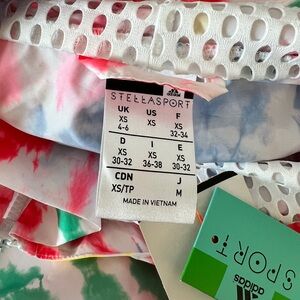 adidas
STELLASPORT
UK US F
XS XS XS
4-6 32-34
D I E
XS XS XS
30-32 36-38 30-32
CDN J
XS/TP M
MADE IN VIETNAM
SPORT
adidas